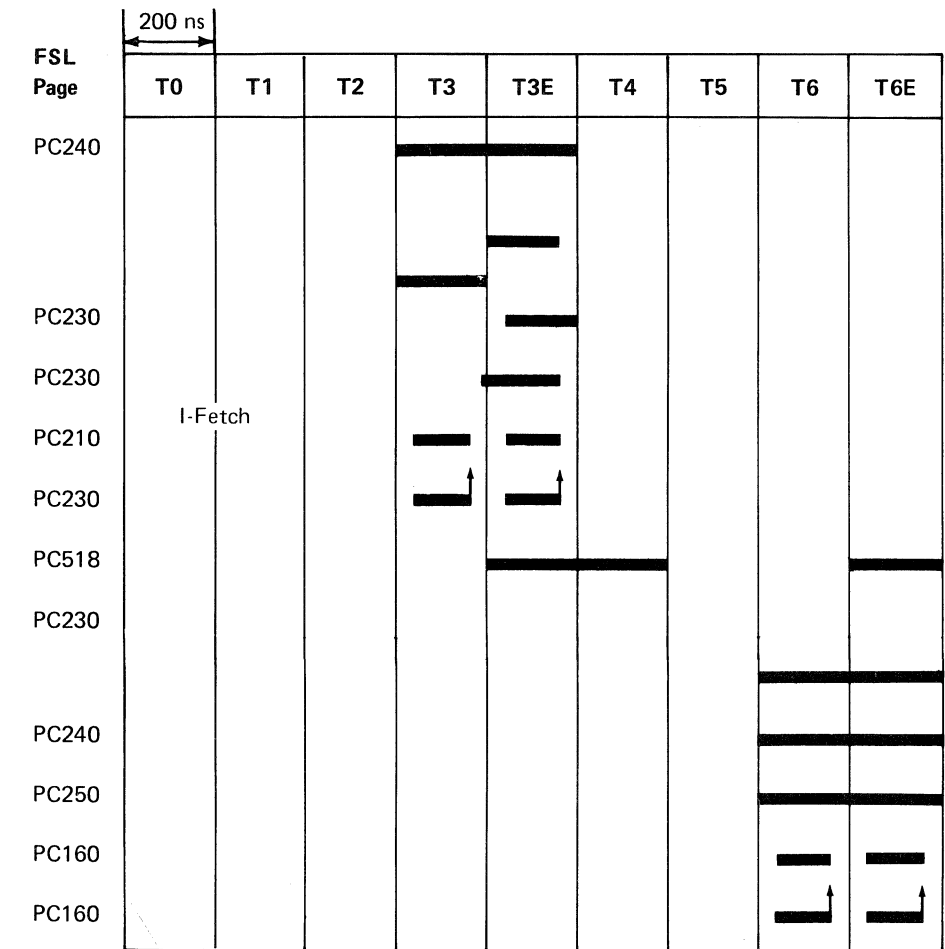 200 ns
FSL
Page T0 T1 T2 T3 T3E T4 T5 T6 T6E
PC240
PC230
PC230
I-Fetch
PC210
PC230
PC518
PC230
PC240
PC250
PC160
PC160